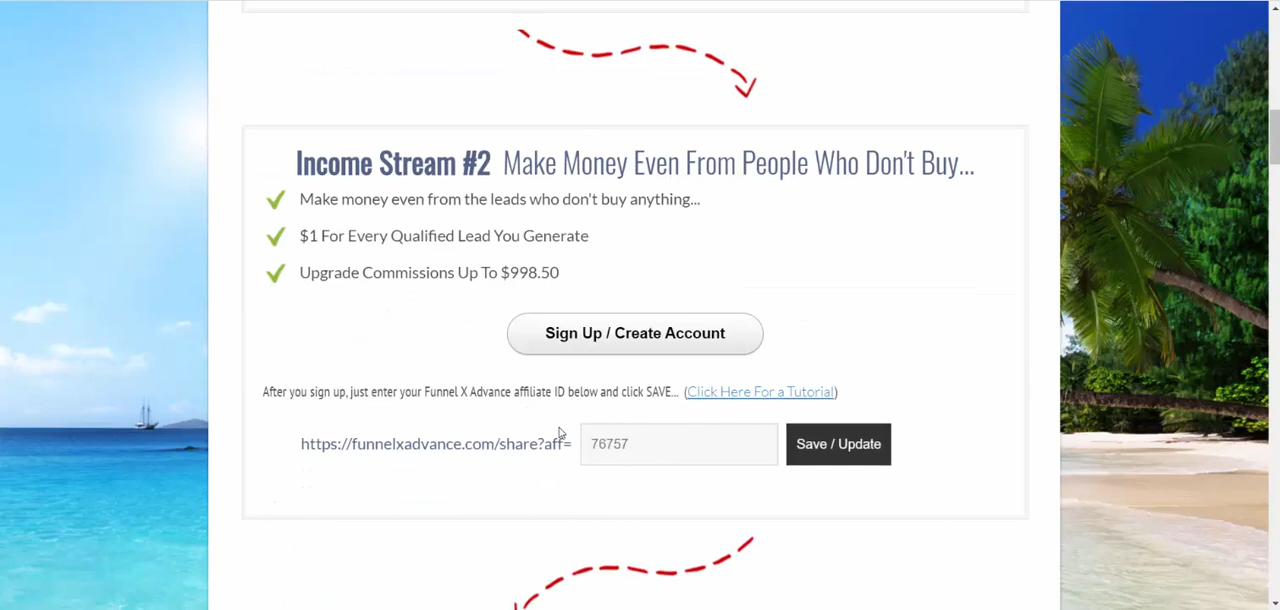 Income Stream #2 Make Money Even From People Who Don't Buy...
Make money even from the leads who don't buy anything...
$1 For Every Qualified Lead You Generate
Upgrade Commissions Up To $998.50
Sign Up / Create Account
After you sign up, just enter your Funnel X Advance affiliate ID below and click SAVE... (Click Here For a Tutorial)
https://funnelxadvance.com/share?aff= 76757 Save / Update